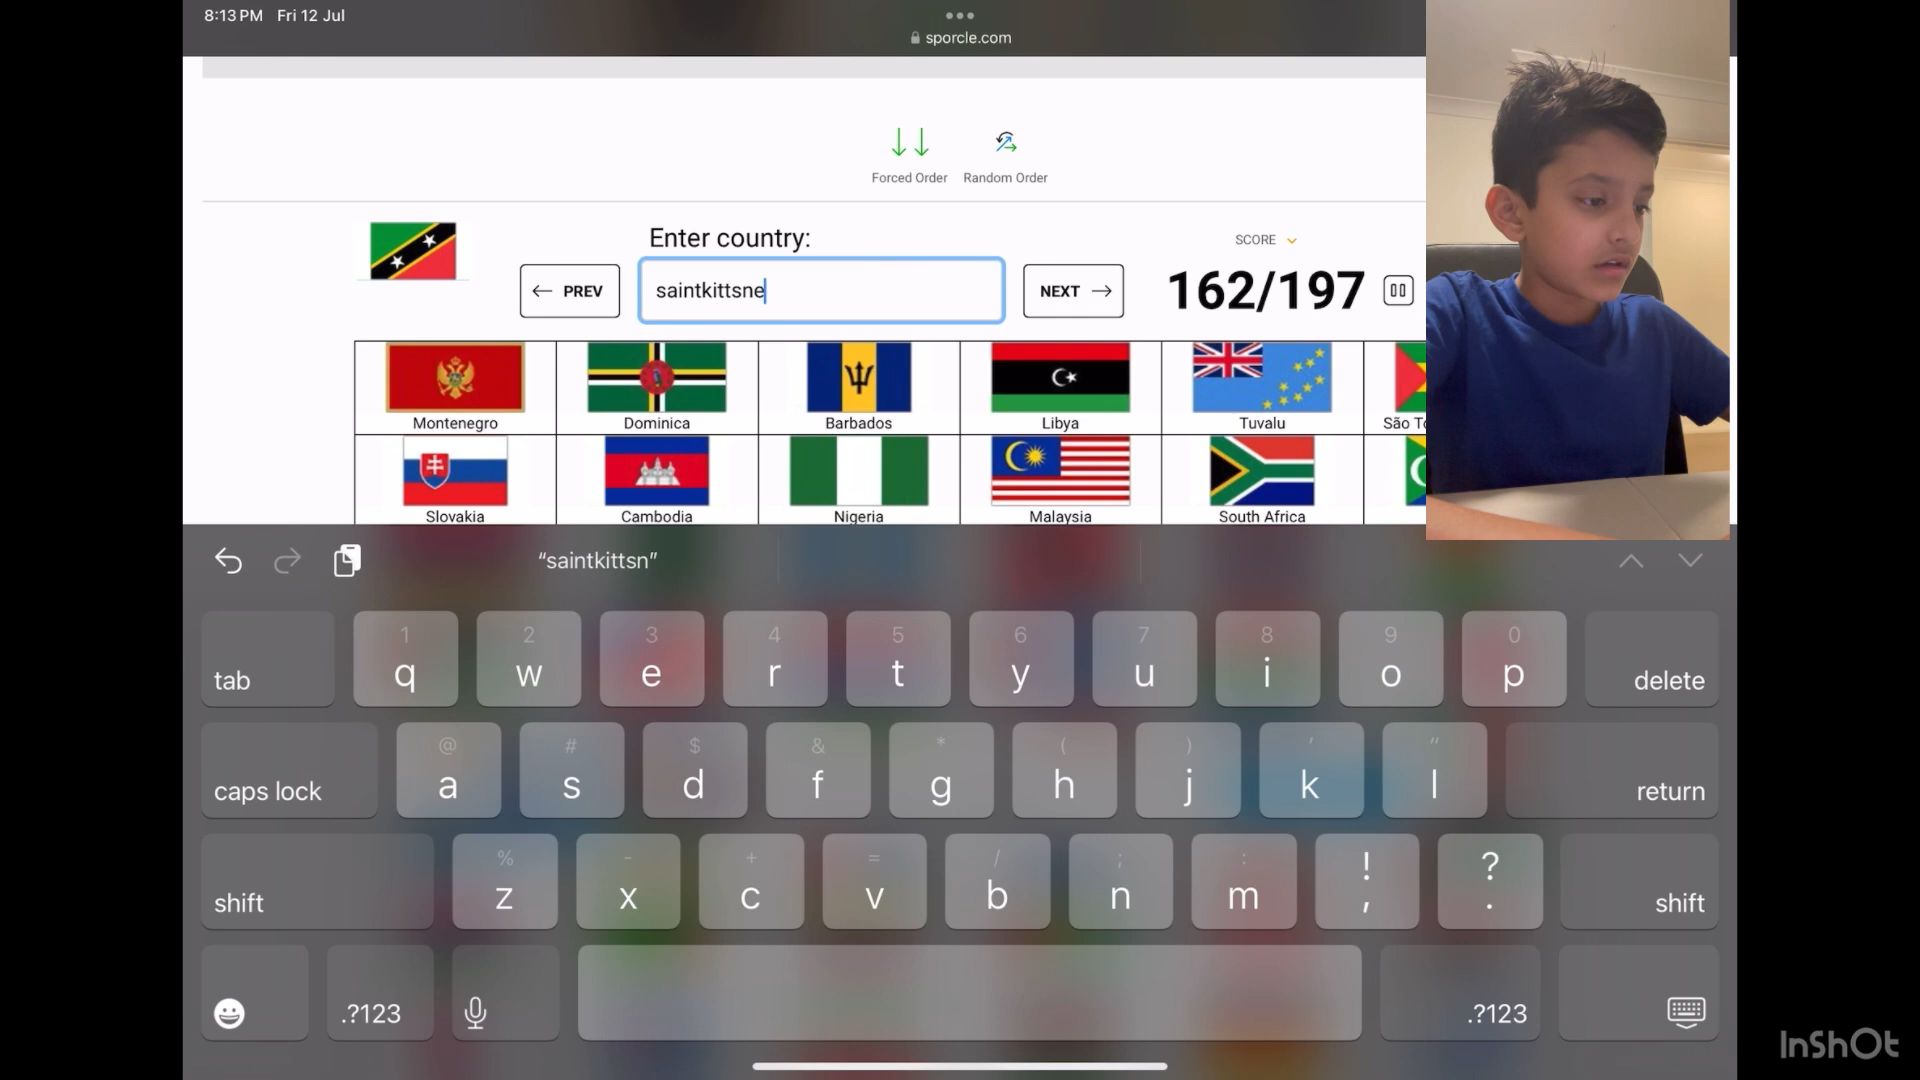 8:13 PM Fri 12 Jul
sporcle.com
Forced Order Random Order
Enter country:
SCORE
← PREV
saintkittsne
NEXT →
162/197
Montenegro Dominica Barbados Libya Tuvalu São To
Slovakia Cambodia Nigeria Malaysia South Africa
“saintkittsn”
1 2 3 4 5 6 7 8 9 0
tab q w e r t y u i o p delete
@ # $ & * ( ) ' "
caps lock a s d f g h j k l return
% - + = / ; : ! ?
shift z x c v b n m , . shift
.?123 .?123
InShOt